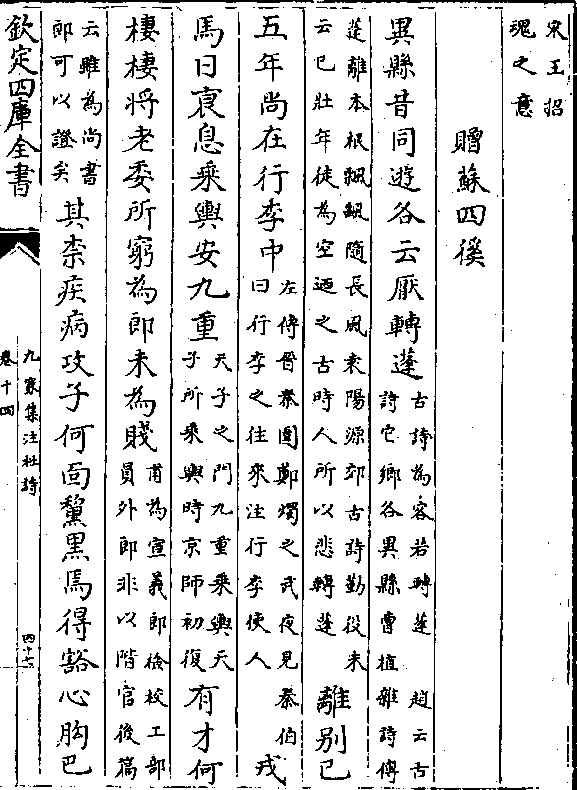 宋玉招
魂之意
贈蘇四徯
異縣昔同遊各云厭轉蓬
古詩為客若轉蓬 趙云古
詩它鄉各異縣曹植雜詩傳
蓬離本根飄飖隨長風袁陽源郊古詩勤役未
云已壯年徒為空迺之古時人所以悲轉蓬
離别已
五年尚在行李中
左傳晉秦圍鄭燭之武夜見秦伯
曰行李之往來注行李使人
戎
馬日衰息乘輿安九重
天子之門九重乘輿天
子所乘輿時京師初復
有才何
棲棲將老委所窮為郎未為賤
甫為宣義郎檢校工部
員外郎非以階官後篇
云雖為尚書
郎可以證矣
其柰疾病攻子何面黧黑焉得豁心胸巴
欽定四庫全書
九家集注杜詩
卷十四
四十七